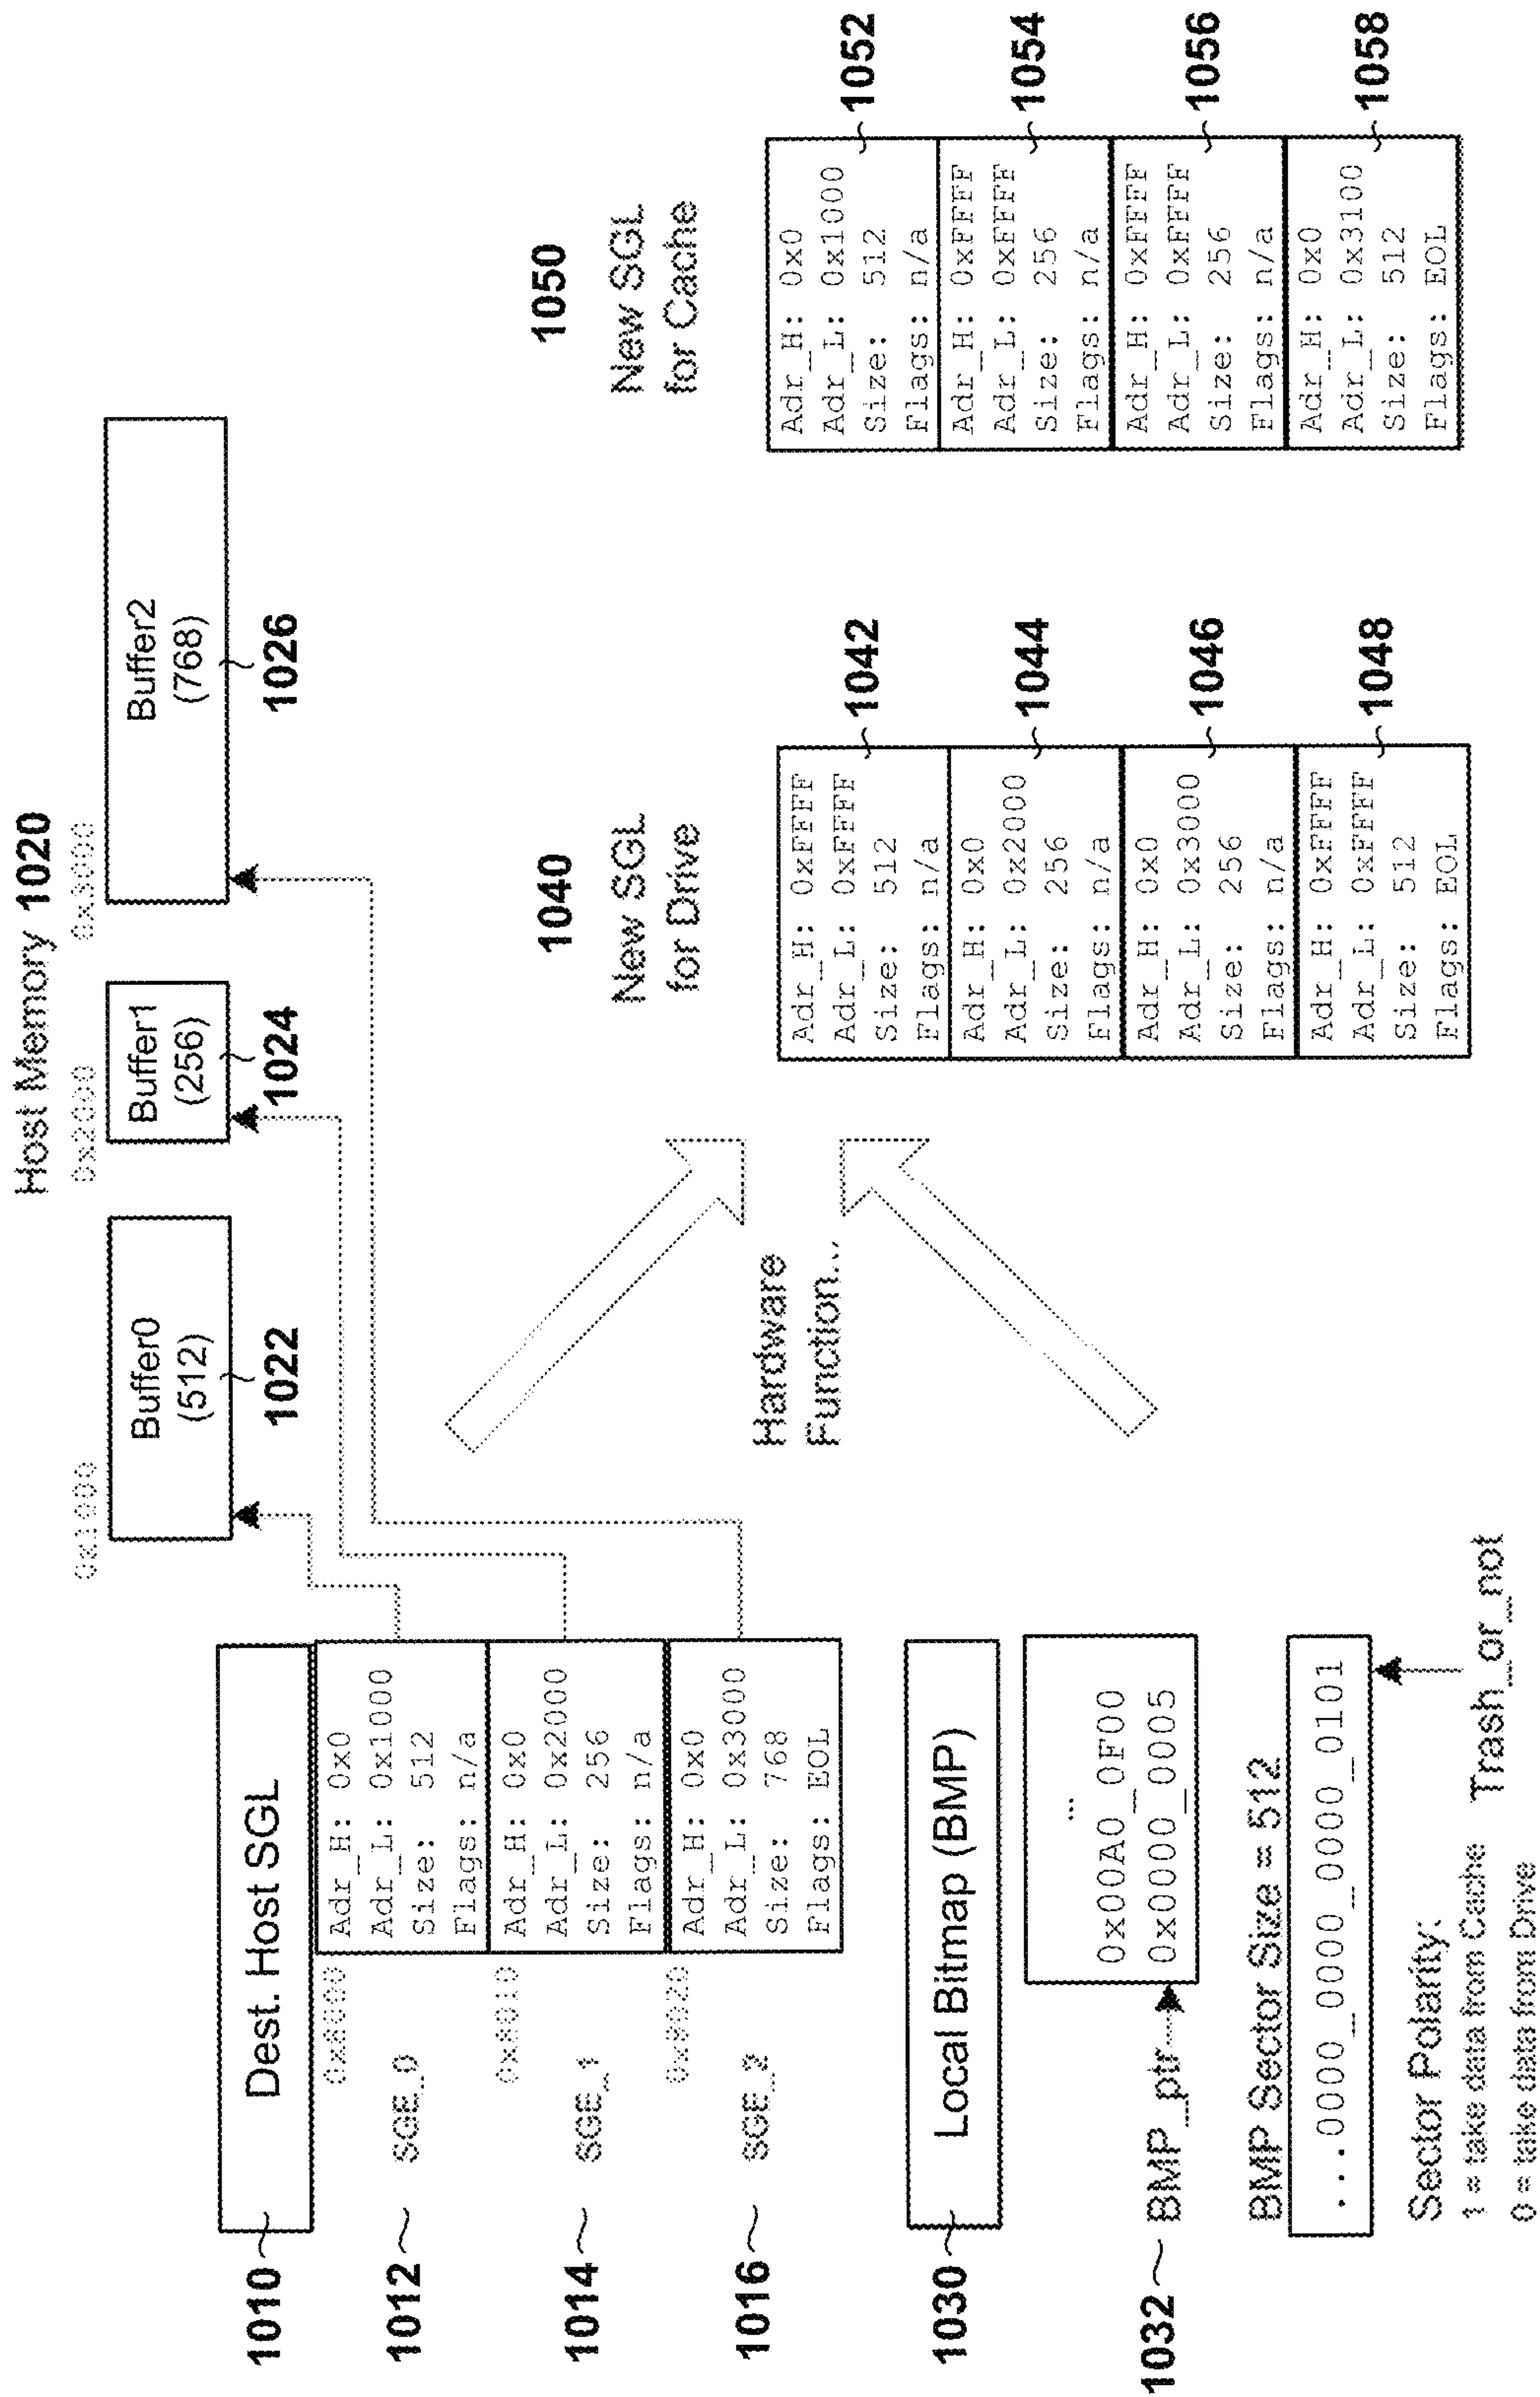 Host Memory 1020
0x1000
0x2000
0x3000
Buffer0
(512)
1022
Buffer1
(256)
1024
Buffer2
(768)
1026
1010
Dest. Host SGL
0x8000
1012
SGE_0
Adr_H: 0x0
Adr_L: 0x1000
Size: 512
Flags: n/a
0x8010
1014
SGE_1
Adr_H: 0x0
Adr_L: 0x2000
Size: 256
Flags: n/a
0x9020
1016
SGE_2
Adr_H: 0x0
Adr_L: 0x3000
Size: 768
Flags: EOL
1030
Local Bitmap (BMP)
...
0x00A0_0F00
0x0000_0005
1032
BMP_ptr
BMP Sector Size = 512
...0000_0000_0000_0101
Sector Polarity:
1 = take data from Cache
0 = take data from Drive
Trash_or_not
Hardware
Function...
1040
New SGL
for Drive
Adr_H: 0xFFFF
Adr_L: 0xFFFF
Size: 512
Flags: n/a
1042
Adr_H: 0x0
Adr_L: 0x2000
Size: 256
Flags: n/a
1044
Adr_H: 0x0
Adr_L: 0x3000
Size: 256
Flags: n/a
1046
Adr_H: 0xFFFF
Adr_L: 0xFFFF
Size: 512
Flags: EOL
1048
1050
New SGL
for Cache
Adr_H: 0x0
Adr_L: 0x1000
Size: 512
Flags: n/a
1052
Adr_H: 0xFFFF
Adr_L: 0xFFFF
Size: 256
Flags: n/a
1054
Adr_H: 0xFFFF
Adr_L: 0xFFFF
Size: 256
Flags: n/a
1056
Adr_H: 0x0
Adr_L: 0x3100
Size: 512
Flags: EOL
1058